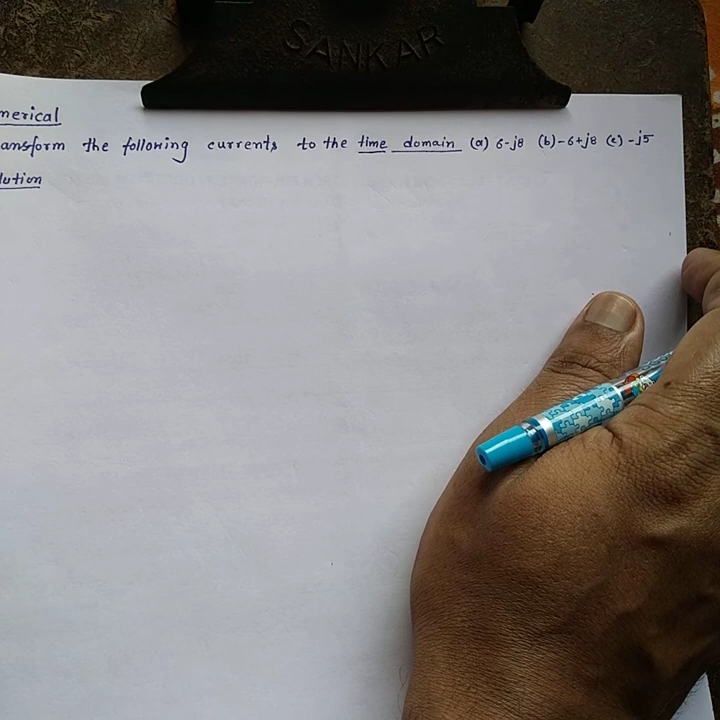 SANKAR
merical
ansform the following currents to the time domain (a) 6-j8 (b) -6+j8 (c) -j5
lution